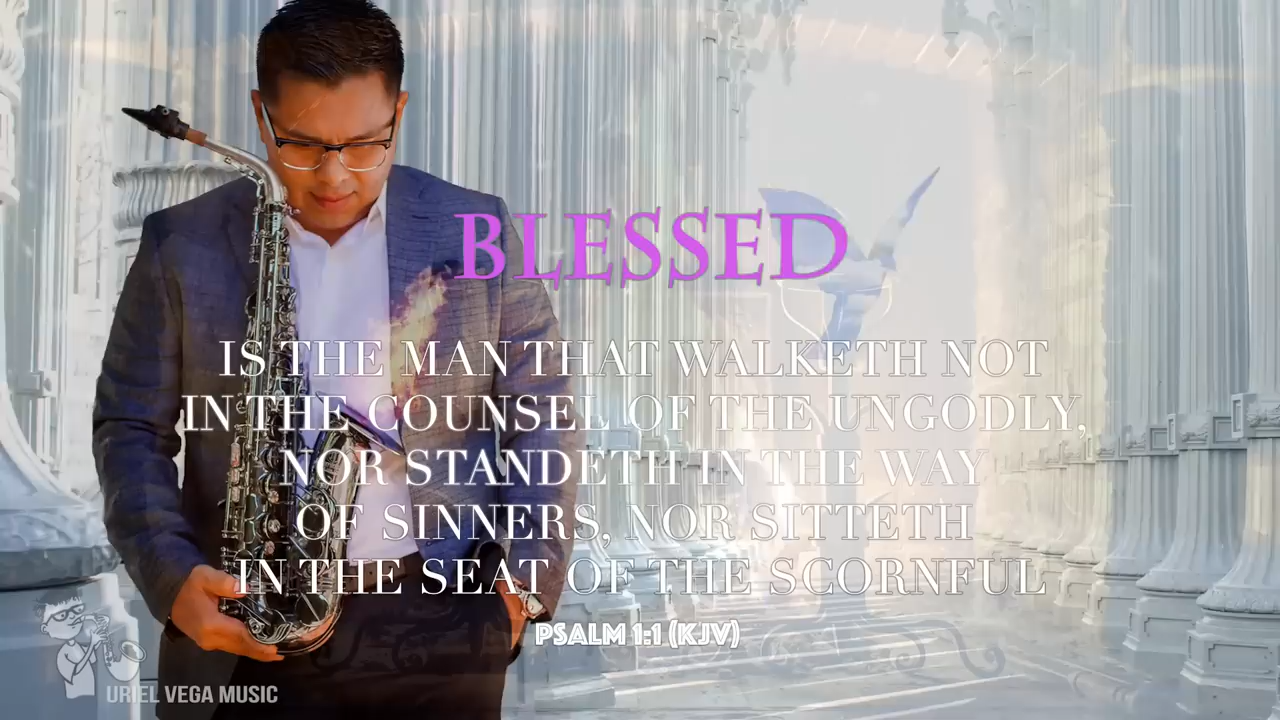 BLESSED
IS THE MAN THAT WALKETH NOT
IN THE COUNSEL OF THE UNGODLY,
NOR STANDETH IN THE WAY
OF SINNERS, NOR SITTETH
IN THE SEAT OF THE SCORNFUL
PSALM 1:1 (KJV)
URIEL VEGA MUSIC